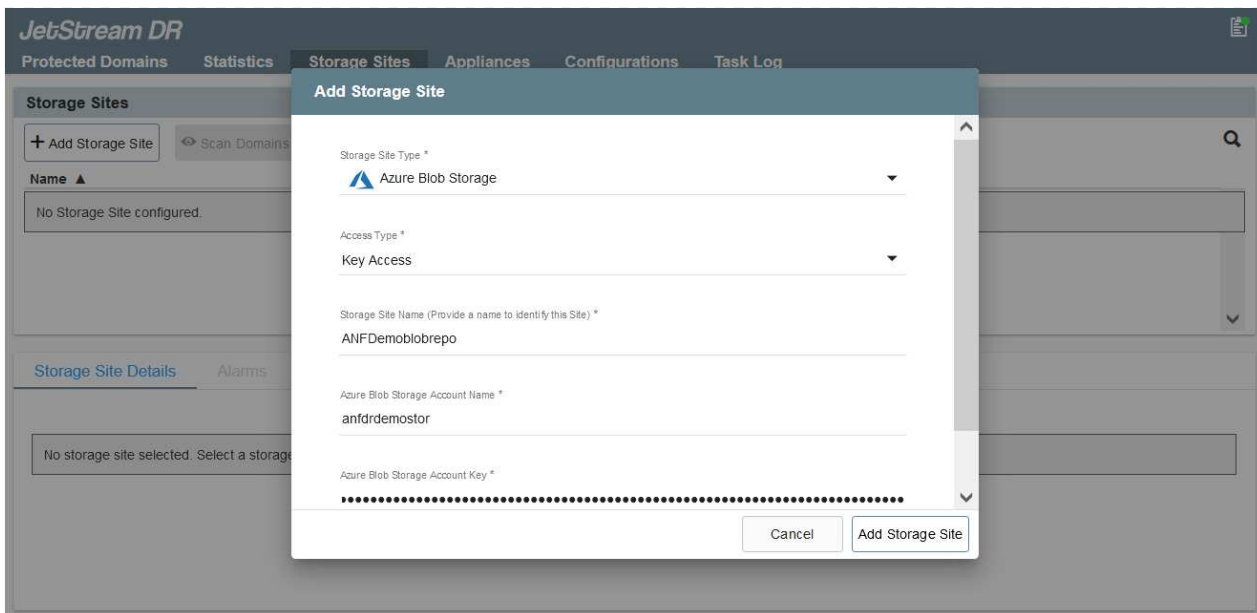 JetStream DR
Protected Domains Statistics Storage Sites Appliances Configurations Task Log
Storage Sites
+ Add Storage Site Scan Domains
Name ▲
No Storage Site configured.
Storage Site Details Alarms
No storage site selected. Select a storage
Add Storage Site
Storage Site Type *
Azure Blob Storage
Access Type *
Key Access
Storage Site Name (Provide a name to identify this Site) *
ANFDemoblobrepo
Azure Blob Storage Account Name *
anfdrdemostor
Azure Blob Storage Account Key *
Cancel Add Storage Site